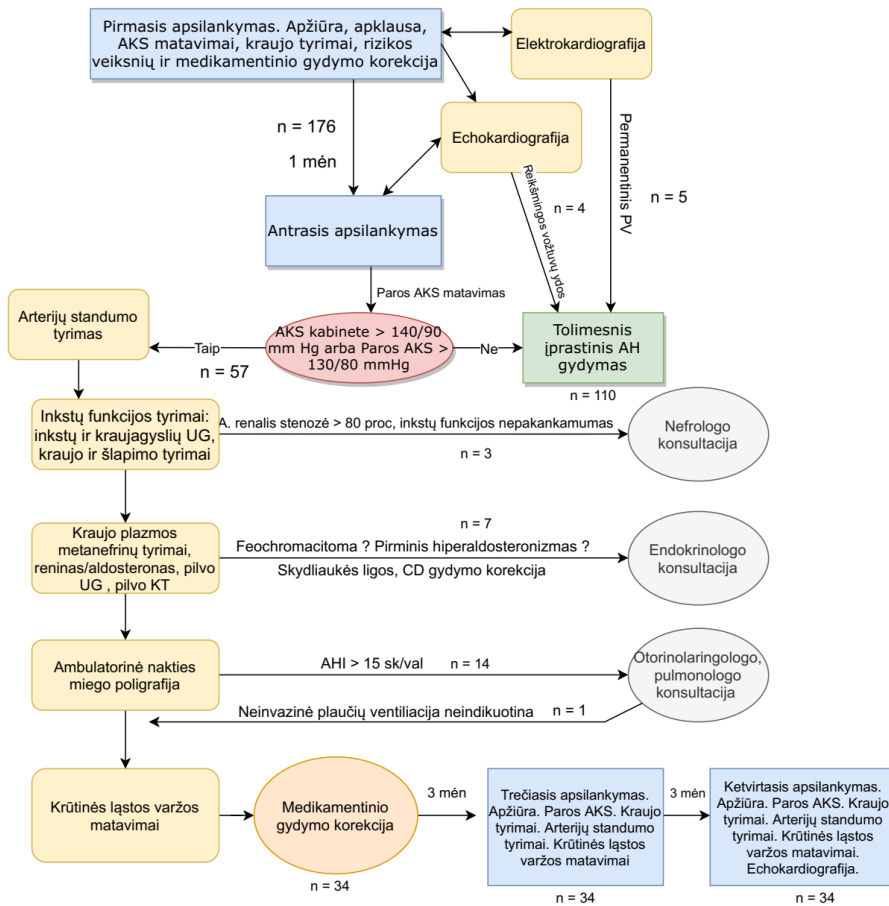 Pirmasis apsilankymas. Apžiūra, apklausa,
AKS matavimai, kraujo tyrimai, rizikos
veiksnių ir medikamentinio gydymo korekcija
Elektrokardiografija
n = 176
1 mėn
Echokardiografija
Permanentinis PV
n = 5
Reikšmingos vožtuvų ydos
n = 4
Antrasis apsilankymas
Paros AKS matavimas
Arterijų standumo
tyrimas
Taip
n = 57
AKS kabinete > 140/90
mm Hg arba Paros AKS >
130/80 mmHg
Ne
Tolimesnis
įprastinis AH
gydymas
n = 110
Inkstų funkcijos tyrimai:
inkstų ir kraujagyslių UG,
kraujo ir šlapimo tyrimai
A. renalis stenozė > 80 proc, inkstų funkcijos nepakankamumas
n = 3
Nefrologo
konsultacija
Kraujo plazmos
metanefrinų tyrimai,
reninas/aldosteronas, pilvo
UG , pilvo KT
n = 7
Feochromacitoma ? Pirminis hiperaldosteronizmas ?
Skydliaukės ligos, CD gydymo korekcija
Endokrinologo
konsultacija
Ambulatorinė nakties
miego poligrafija
AHI > 15 sk/val n = 14
Otorinolaringologo,
pulmonologo
konsultacija
Neinvazinė plaučių ventiliacija neindikuotina n = 1
Krūtinės ląstos varžos
matavimai
Medikamentinio
gydymo korekcija
n = 34
3 mėn
Trečiasis apsilankymas.
Apžiūra. Paros AKS. Kraujo
tyrimai. Arterijų standumo
tyrimai. Krūtinės ląstos
varžos matavimai
n = 34
3 mėn
Ketvirtasis apsilankymas.
Apžiūra. Paros AKS. Kraujo
tyrimai. Arterijų standumo
tyrimai. Krūtinės ląstos
varžos matavimai.
Echokardiografija.
n = 34